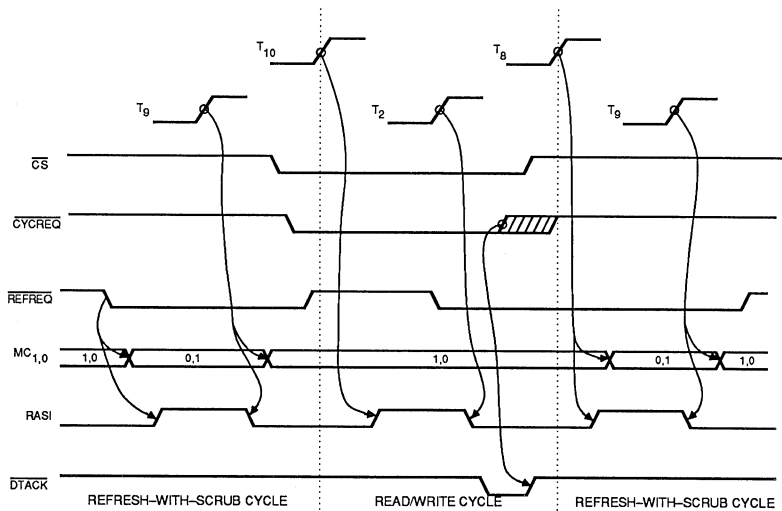 T10
T8
T9
T2
T9
CS
CYCREQ
REFREQ
MC1,0 1,0 0,1 1,0 0,1 1,0
RASI
DTACK
REFRESH–WITH–SCRUB CYCLE READ/WRITE CYCLE REFRESH–WITH–SCRUB CYCLE